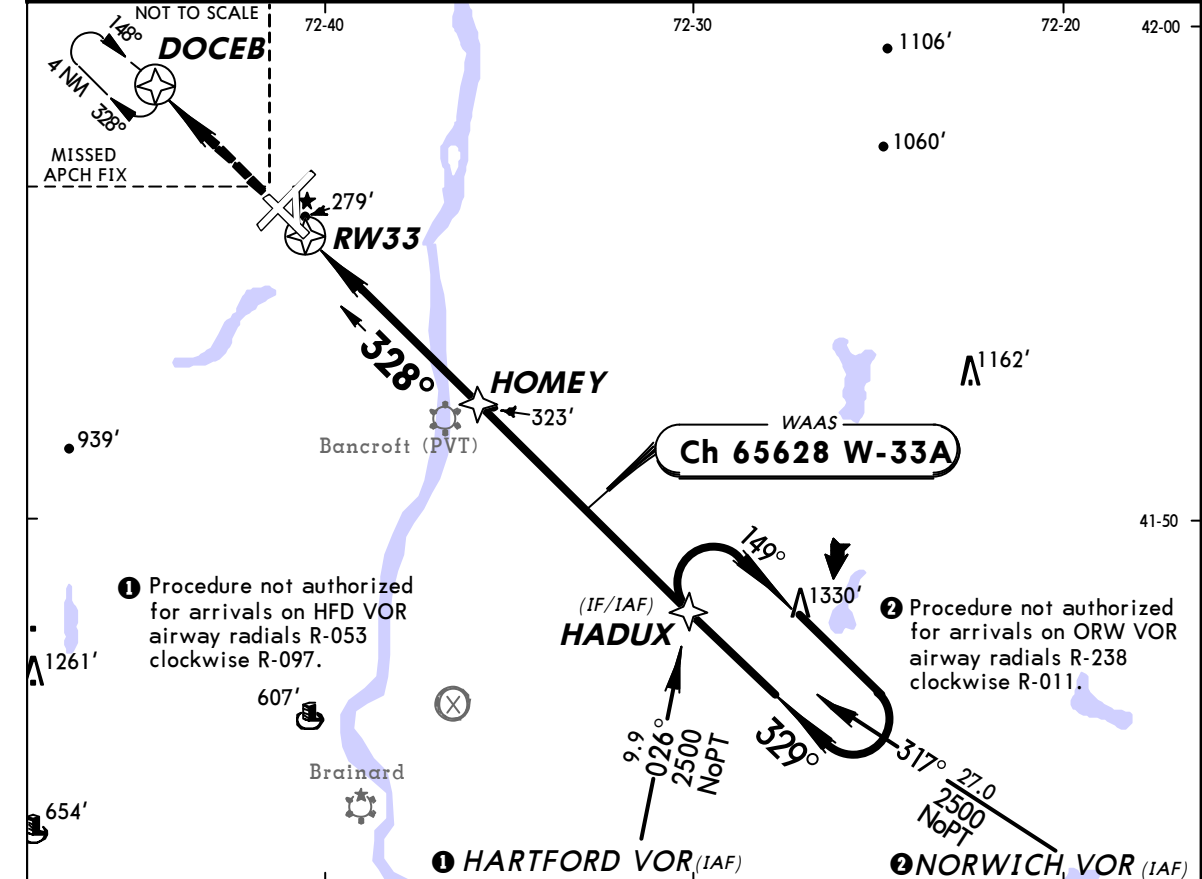 NOT TO SCALE
72-40
72-30
72-20
42-00
148°
DOCEB
4 NM 328°
MISSED
APCH FIX
1106'
1060'
279'
RW33
328°
HOMEY
323'
Bancroft (PVT)
1162'
939'
WAAS
Ch 65628 W-33A
41-50
149°
1330'
(IF/IAF)
HADUX
1 Procedure not authorized
for arrivals on HFD VOR
airway radials R-053
clockwise R-097.
2 Procedure not authorized
for arrivals on ORW VOR
airway radials R-238
clockwise R-011.
1261'
607'
X
9.9
026°
2500
NoPT
329°
317°
27.0
2500
NoPT
Brainard
654'
1 HARTFORD VOR (IAF)
2 NORWICH VOR (IAF)